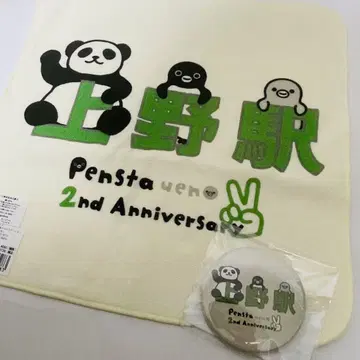 上野駅
Pensta ueno
2nd Anniversary
上野駅
Pensta ueno
2nd Anniversary